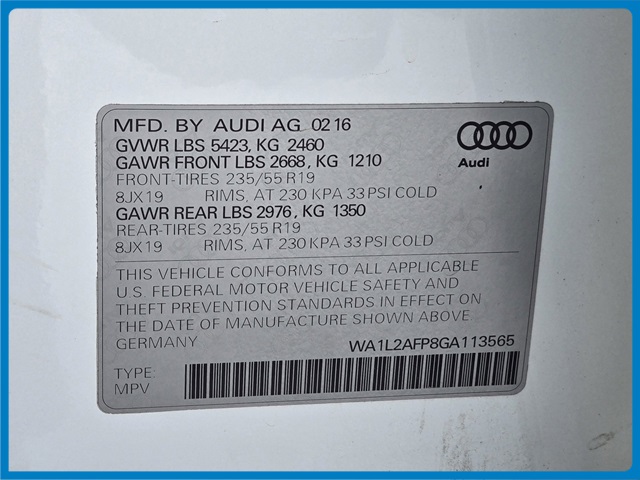 MFD. BY AUDI AG 02 16
GVWR LBS 5423, KG 2460
GAWR FRONT LBS 2668, KG 1210
FRONT-TIRES 235/55 R19
8JX19 RIMS, AT 230 KPA 33 PSI COLD
GAWR REAR LBS 2976, KG 1350
REAR-TIRES 235/55 R19
8JX19 RIMS, AT 230 KPA 33 PSI COLD
Audi
THIS VEHICLE CONFORMS TO ALL APPLICABLE
U.S. FEDERAL MOTOR VEHICLE SAFETY AND
THEFT PREVENTION STANDARDS IN EFFECT ON
THE DATE OF MANUFACTURE SHOWN ABOVE
GERMANY
WA1L2AFP8GA113565
TYPE:
MPV